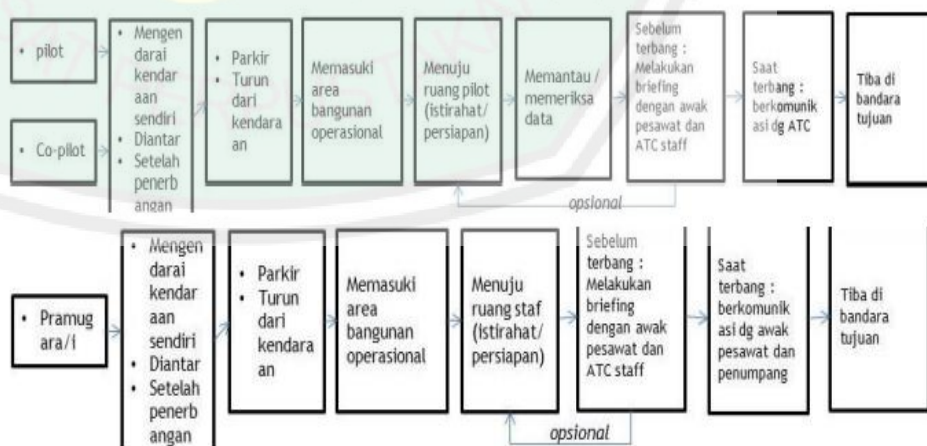 • pilot
• Co-pilot
• Mengen
darai
kendar
aan
sendiri
• Diantar
• Setelah
penerb
angan
• Parkir
• Turun
dari
kendara
an
Memasuki
area
bangunan
operasional
Menuju
ruang pilot
(istirahat/
persiapan)
Memantau /
memeriksa
data
Sebelum
terbang :
Melakukan
briefing
dengan awak
pesawat dan
ATC staff
Saat
terbang :
berkomunik
asi dg ATC
Tiba di
bandara
tujuan
opsional
• Pramug
ara/i
• Mengen
darai
kendar
aan
sendiri
• Diantar
• Setelah
penerb
angan
• Parkir
• Turun
dari
kendara
an
Memasuki
area
bangunan
operasional
Menuju
ruang staf
(istirahat/
persiapan)
Sebelum
terbang :
Melakukan
briefing
dengan awak
pesawat dan
ATC staff
Saat
terbang :
berkomunik
asi dg awak
pesawat dan
penumpang
Tiba di
bandara
tujuan
opsional